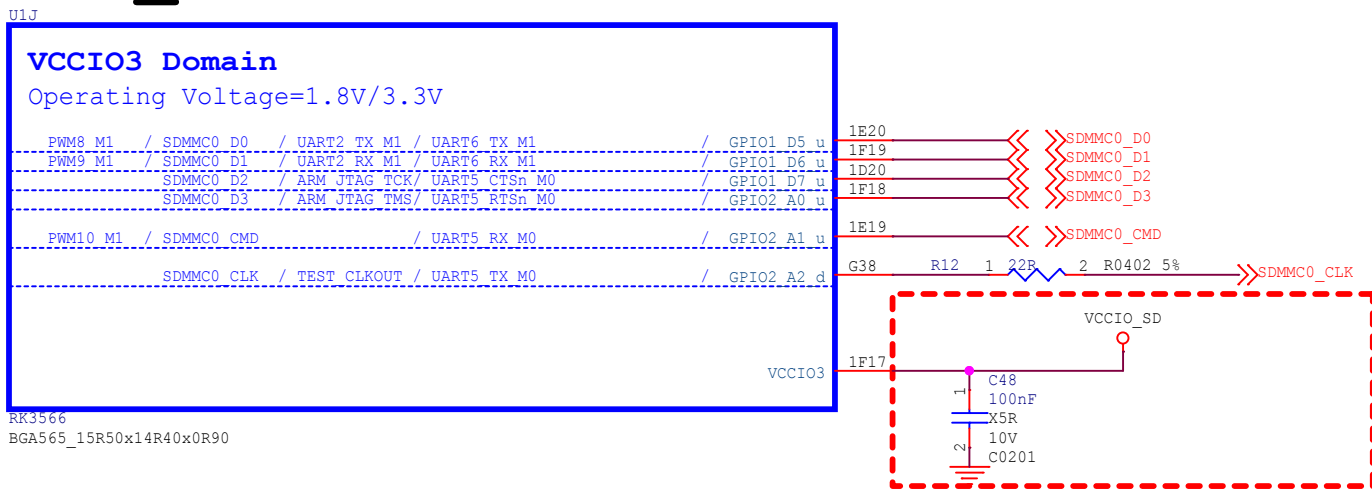 U1J
VCCIO3 Domain
Operating Voltage=1.8V/3.3V
PWM8_M1 / SDMMC0_D0 / UART2_TX_M1 / UART6_TX_M1 / GPIO1_D5_u 1E20 SDMMC0_D0
PWM9_M1 / SDMMC0_D1 / UART2_RX_M1 / UART6_RX_M1 / GPIO1_D6_u 1F19 SDMMC0_D1
SDMMC0_D2 / ARM_JTAG_TCK/ UART5_CTSn_M0 / GPIO1_D7_u 1D20 SDMMC0_D2
SDMMC0_D3 / ARM_JTAG_TMS/ UART5_RTSn_M0 / GPIO2_A0_u 1F18 SDMMC0_D3
PWM10_M1 / SDMMC0_CMD / UART5_RX_M0 / GPIO2_A1_u 1E19 SDMMC0_CMD
SDMMC0_CLK / TEST_CLKOUT / UART5_TX_M0 / GPIO2_A2_d G38 R12 1 22R 2 R0402 5% SDMMC0_CLK
VCCIO_SD
VCCIO3 1F17
1 C48
100nF
X5R
2 10V
C0201
RK3566
BGA565_15R50x14R40x0R90